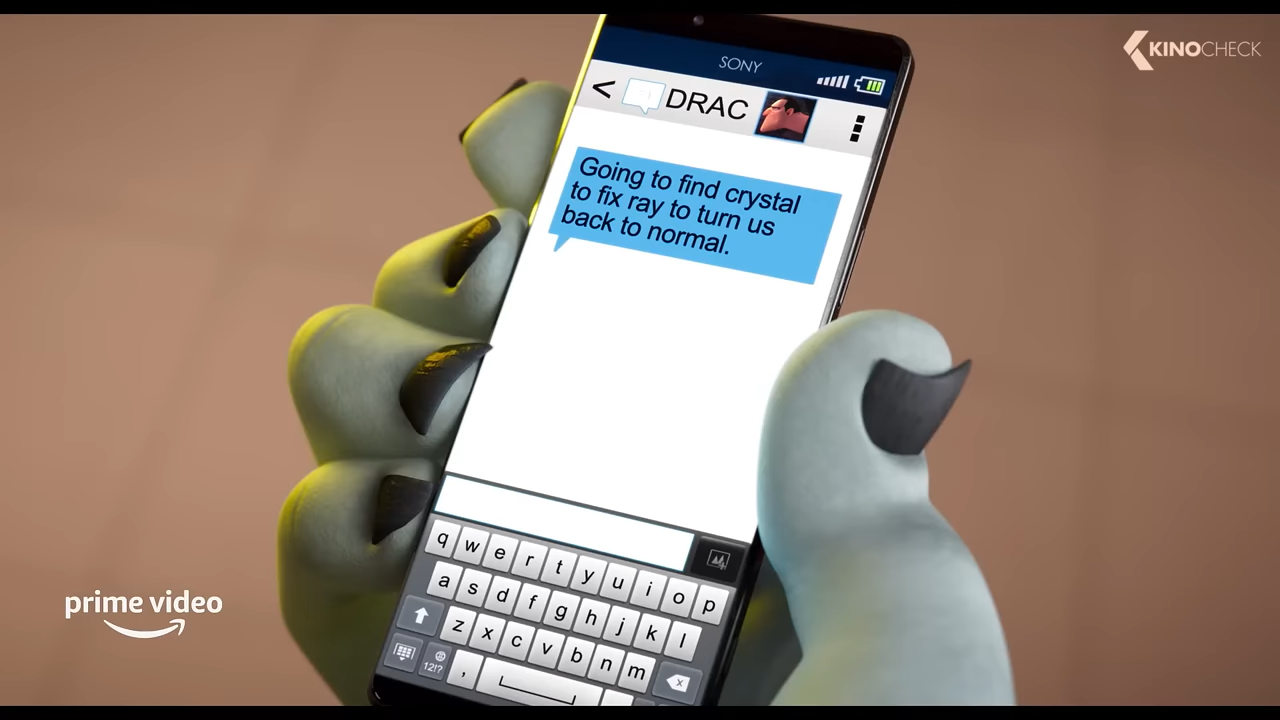 KINOCHECK
SONY
< DRAC
Going to find crystal
to fix ray to turn us
back to normal.
q w e r t y u i o p
a s d f g h j k l
z x c v b n m
12!? ,
prime video